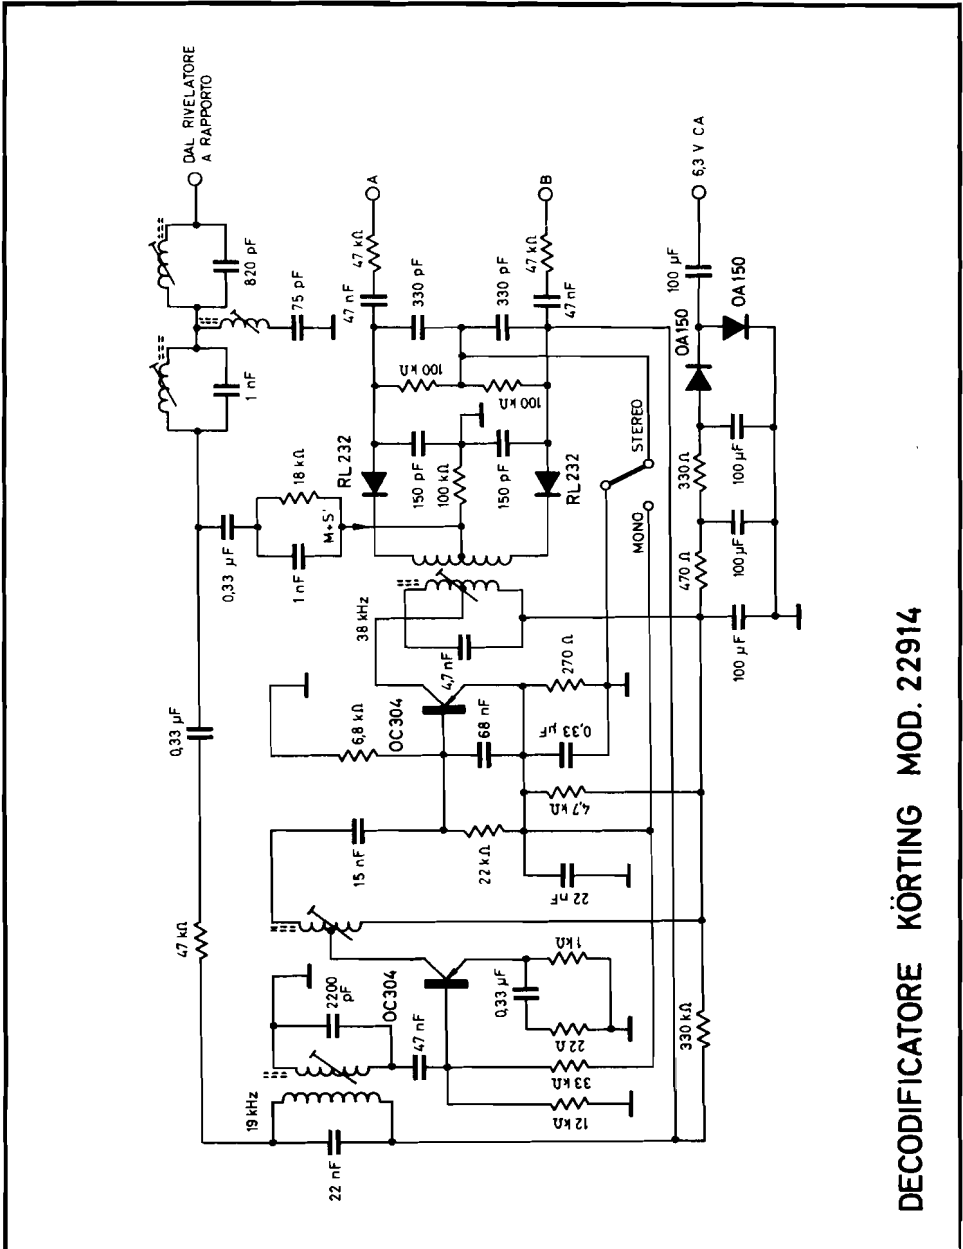 DAL RIVELATORE
A RAPPORTO
820 pF
75 pF
1 nF
A
47 kΩ
47 nF
330 pF
330 pF
47 kΩ
47 nF
B
6,3 V CA
100 µF
OA150
OA150
100 kΩ
100 kΩ
RL 232
150 pF
100 kΩ
150 pF
RL 232
18 kΩ
M+S'
1 nF
0,33 µF
STEREO
MONO
330 Ω
100 µF
470 Ω
100 µF
100 µF
38 kHz
4,7 nF
270 Ω
OC304
68 nF
0,33 µF
6,8 kΩ
0,33 µF
4,7 kΩ
15 nF
22 kΩ
22 nF
47 kΩ
1 kΩ
0,33 µF
22 Ω
OC304
2200
pF
47 nF
33 kΩ
12 kΩ
330 kΩ
19 kHz
22 nF
DECODIFICATORE KÖRTING MOD. 22914